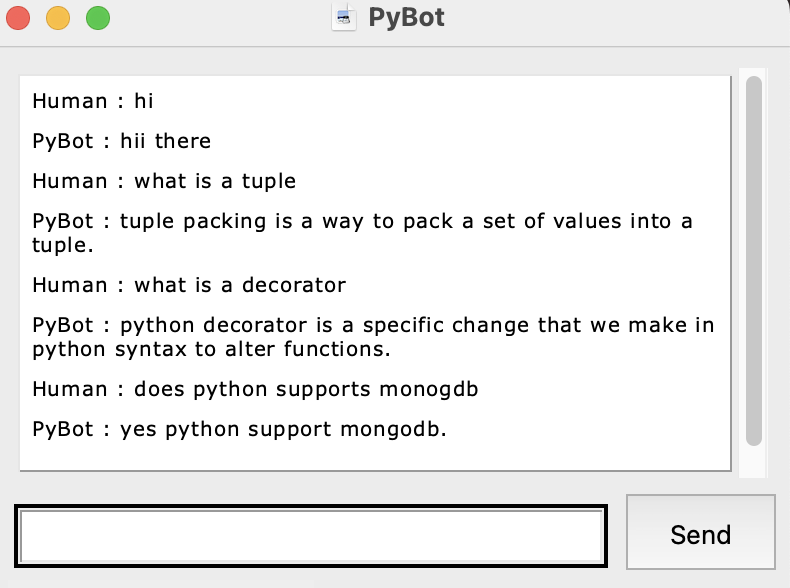 PyBot
Human : hi
PyBot : hii there
Human : what is a tuple
PyBot : tuple packing is a way to pack a set of values into a
tuple.
Human : what is a decorator
PyBot : python decorator is a specific change that we make in
python syntax to alter functions.
Human : does python supports monogdb
PyBot : yes python support mongodb.
Send